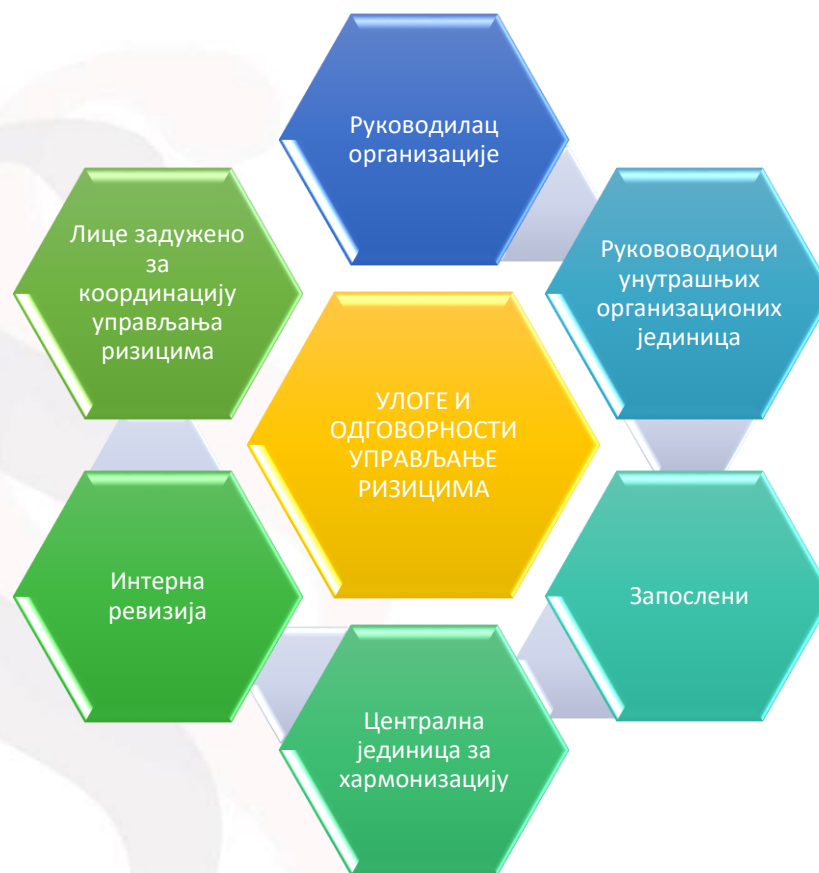 Руководилац
организације
Лице задужено
за
координацију
управљања
ризицима
Рукововодиоци
унутрашњих
организационих
јединица
УЛОГЕ И
ОДГОВОРНОСТИ
УПРАВЉАЊЕ
РИЗИЦИМА
Интерна
ревизија
Запослени
Централна
јединица за
хармонизацију